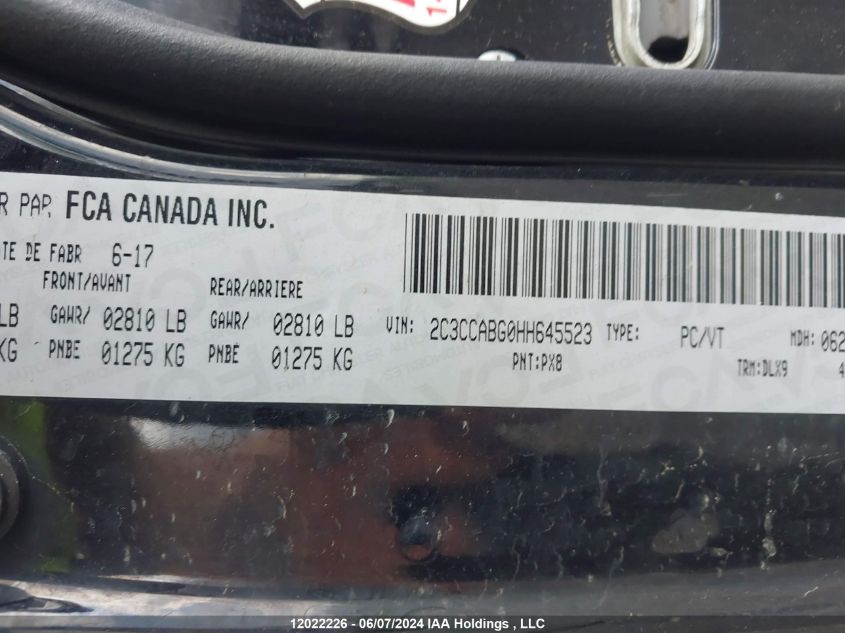 R PAR FCA CANADA INC.
TE DE FABR 6-17
FRONT/AVANT REAR/ARRIERE
LB GAWR/ 02810 LB GAWR/ 02810 LB VIN: 2C3CCABG0HH645523 TYPE: PC/VT MDH: 062
KG PNBE 01275 KG PNBE 01275 KG PNT:PX8 TRM:DLX9 4
12022226 - 06/07/2024 IAA Holdings , LLC